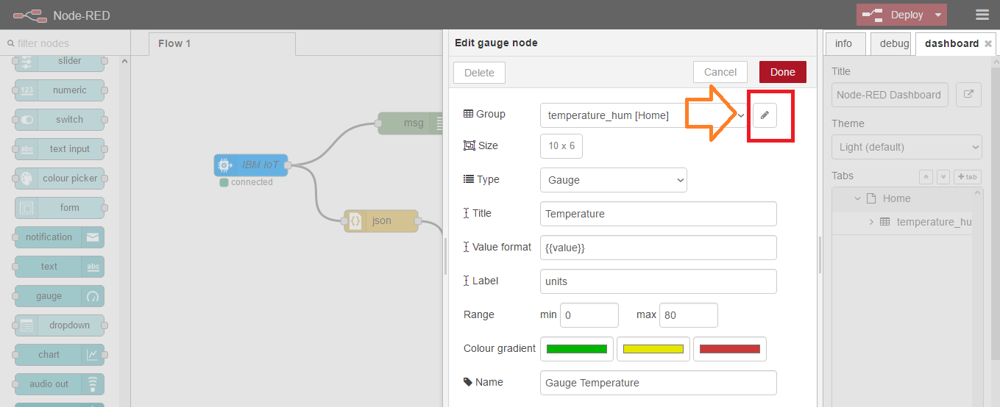 Node-RED
Deploy
filter nodes
slider
123 numeric
switch
abc text input
colour picker
form
notification
text abc
gauge
dropdown
chart
audio out
Flow 1
msg
IBM IoT
connected
{} json
Edit gauge node
Delete
Cancel
Done
Group
temperature_hum [Home]
Size
10 x 6
Type
Gauge
Title
Temperature
Value format
{{value}}
Label
units
Range
min 0
max 80
Colour gradient
Name
Gauge Temperature
info
debug
dashboard
Title
Node-RED Dashboard
Theme
Light (default)
Tabs
+ tab
Home
temperature_hu